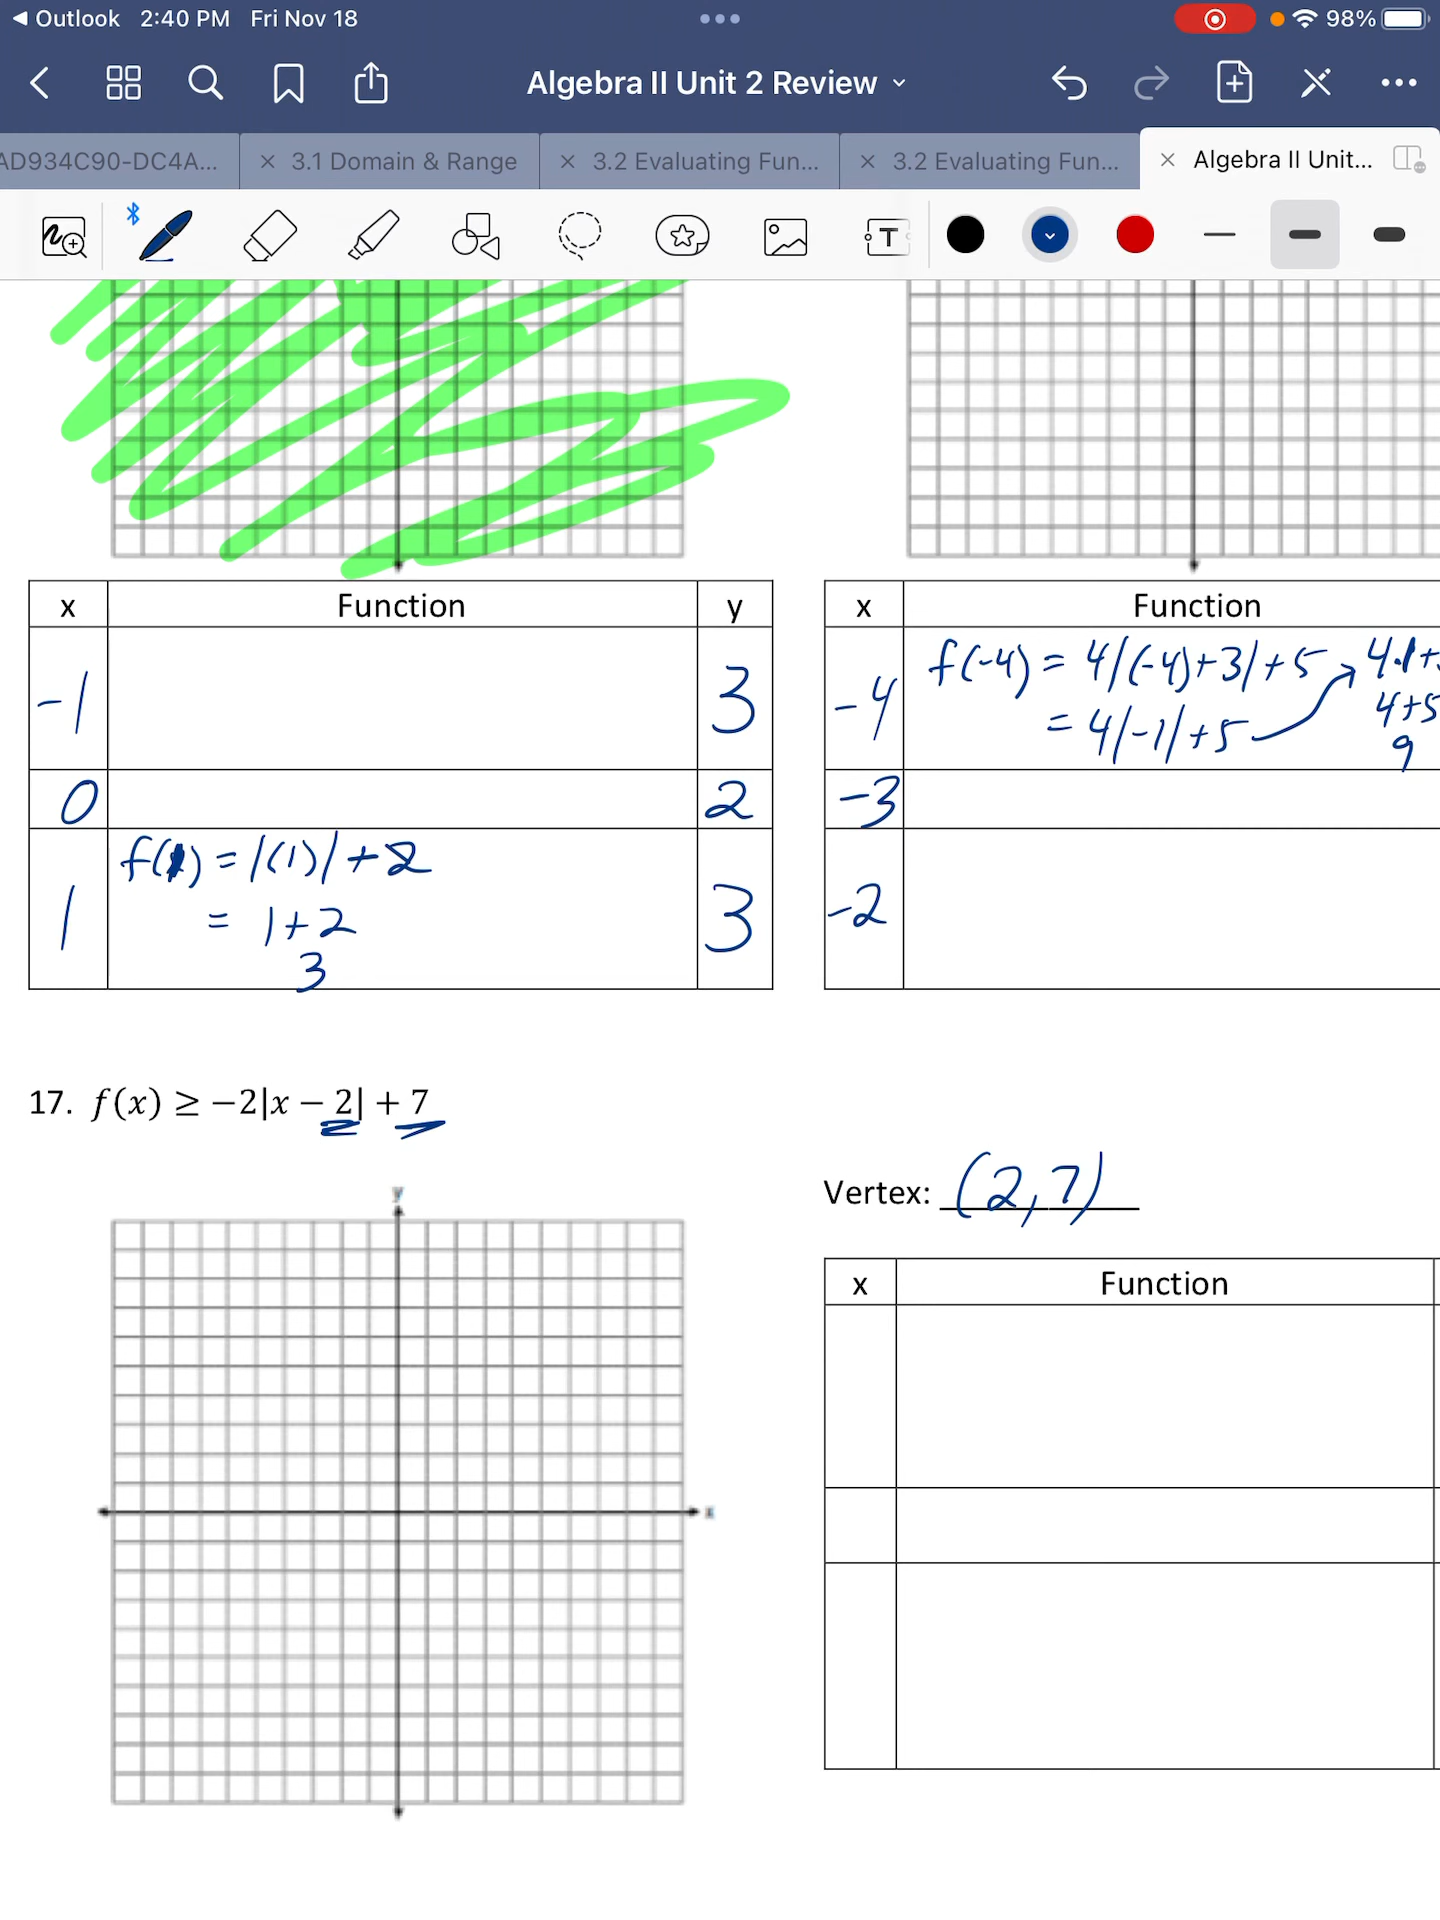 ◀ Outlook 2:40 PM Fri Nov 18 98%
Algebra II Unit 2 Review
AD934C90-DC4A... × 3.1 Domain & Range × 3.2 Evaluating Fun... × 3.2 Evaluating Fun... × Algebra II Unit...
T
x Function y
-1 3
0 2
1 f(1) = |(1)| + 2 3
= 1+2
3
x Function
-4 f(-4) = 4|(-4)+3|+5 4·1+
= 4|-1|+5 4+5
9
-3
-2
17. f(x) ≥ −2|x − 2| + 7
y
x
Vertex: (2,7)
x Function